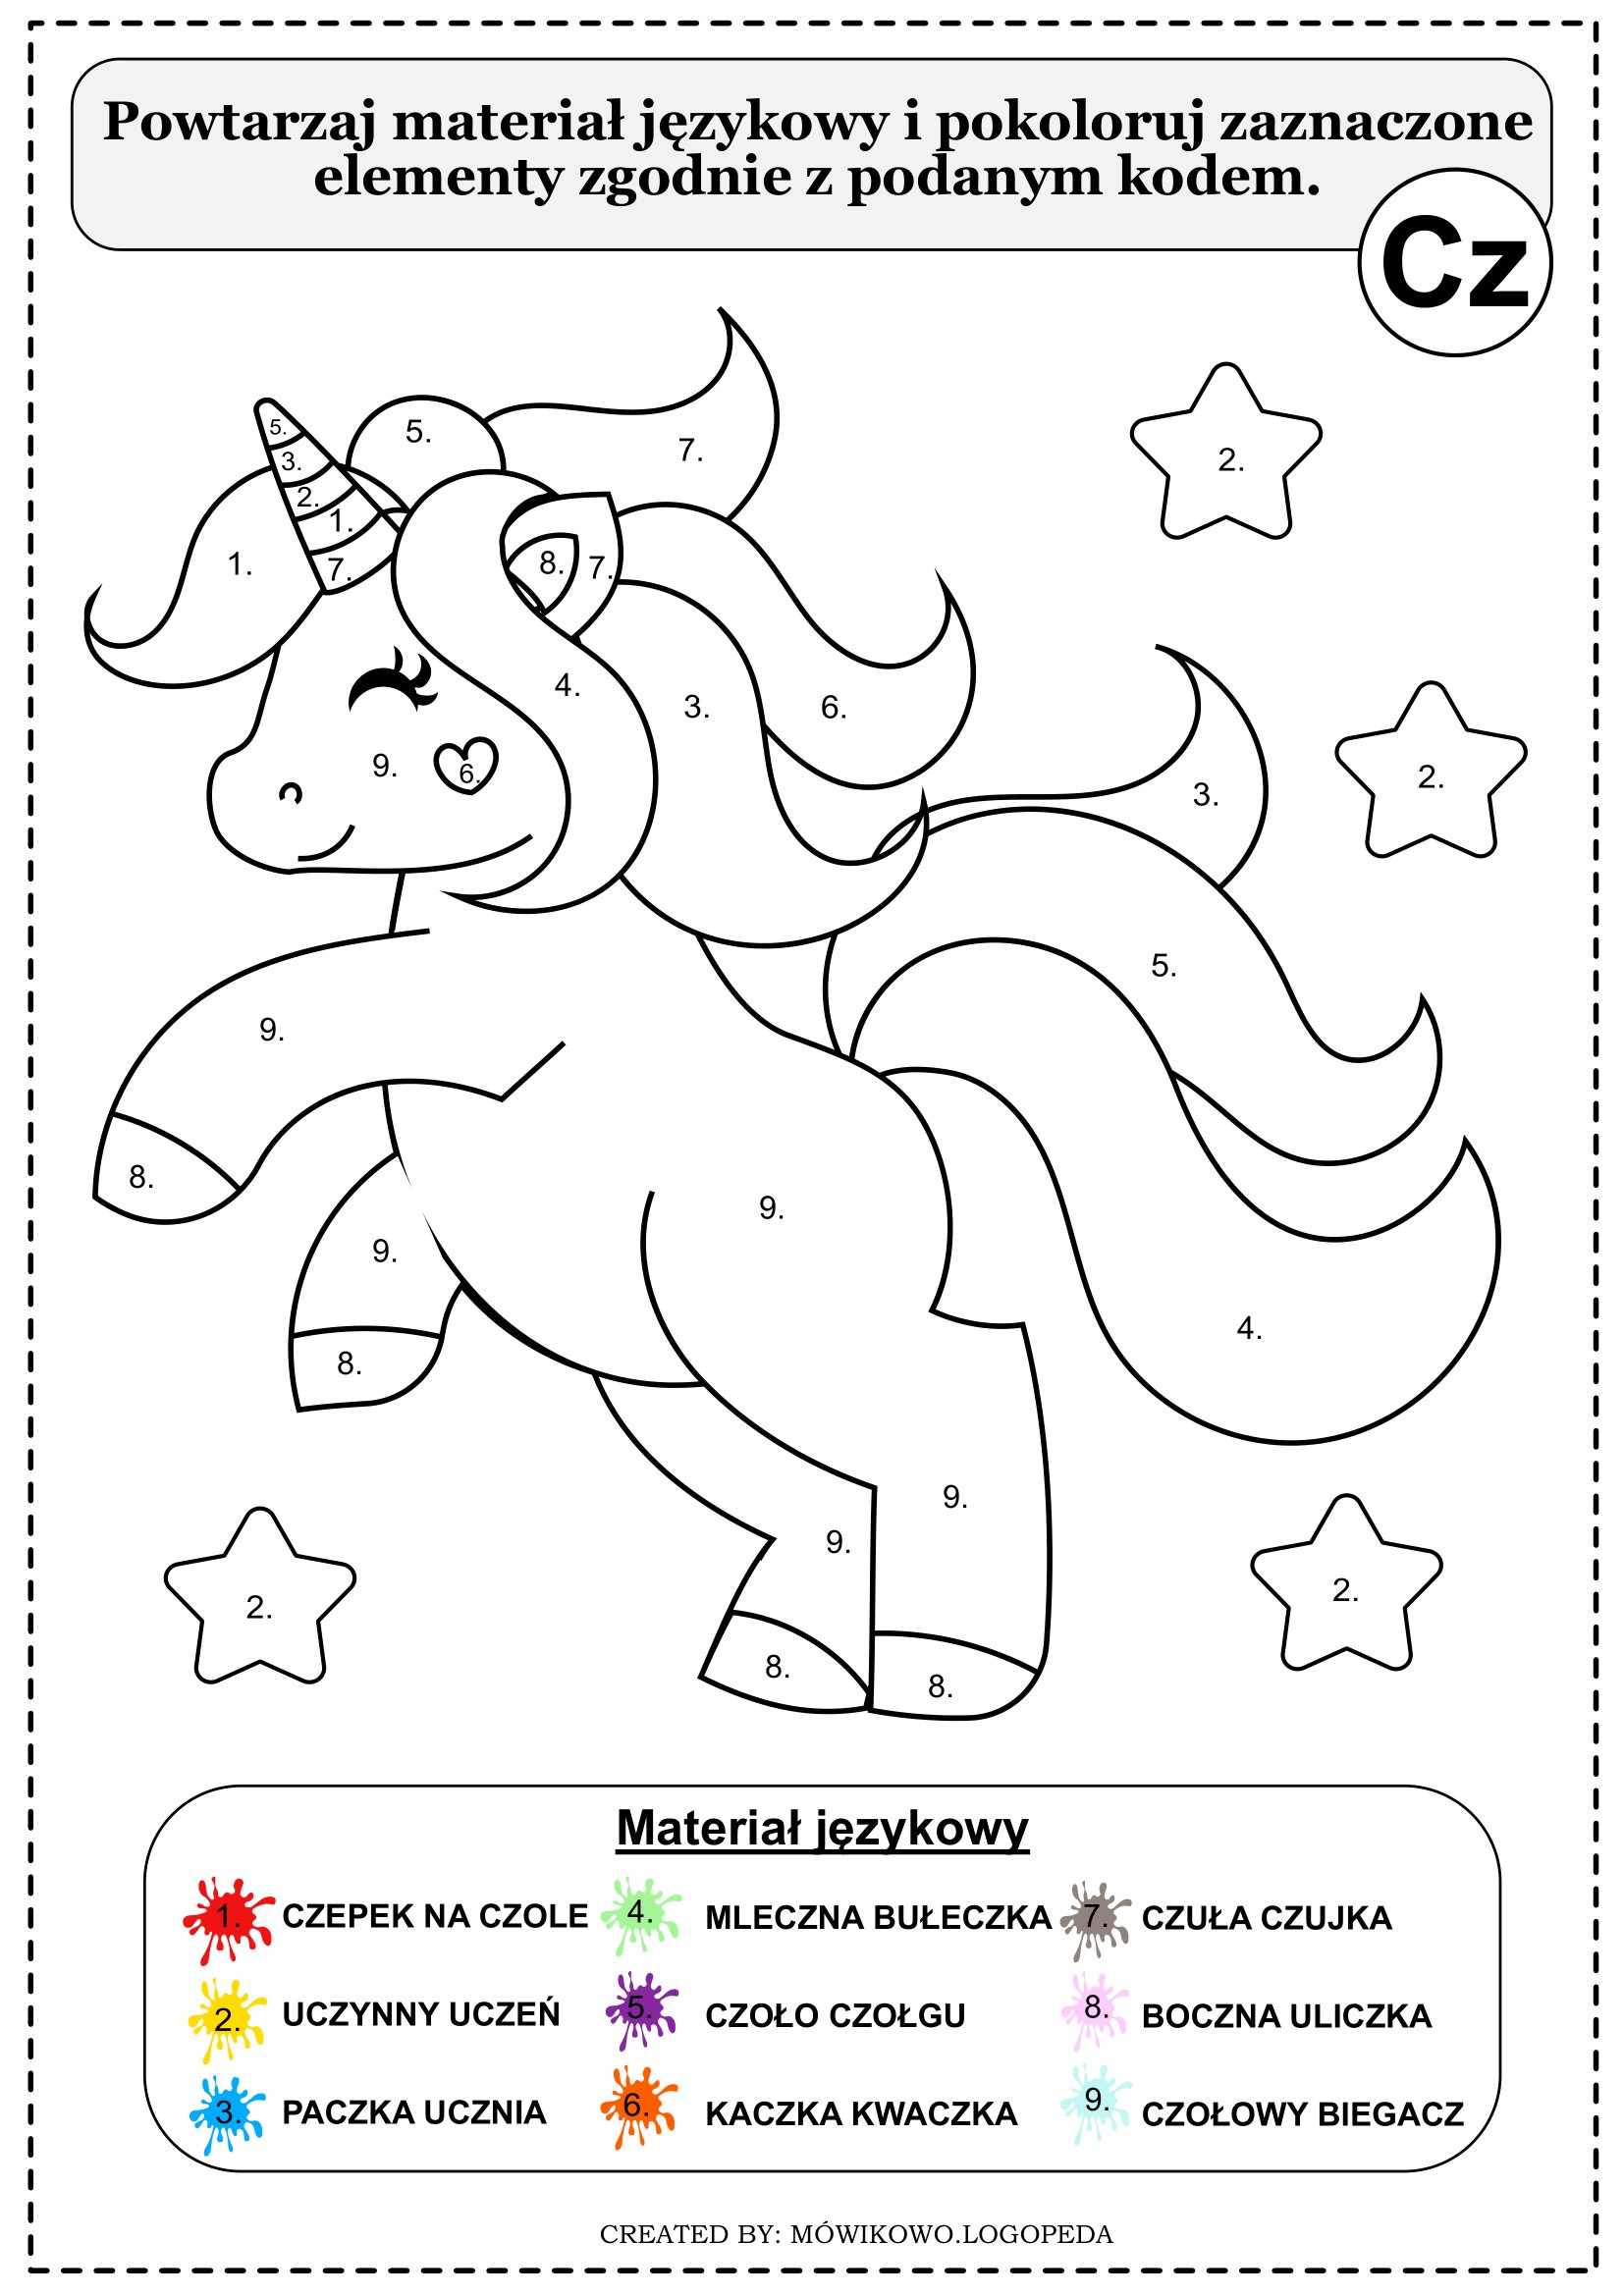 Powtarzaj materiał językowy i pokoloruj zaznaczone
elementy zgodnie z podanym kodem.
Cz
5.
5.
7.
2.
3.
2.
1.
1.
7.
8.
7.
4.
3.
6.
9.
6.
3.
2.
5.
9.
8.
9.
9.
8.
4.
9.
9.
2.
2.
8.
8.
Materiał językowy
1. CZEPEK NA CZOLE
4. MLECZNA BUŁECZKA
7. CZUŁA CZUJKA
2. UCZYNNY UCZEŃ
5. CZOŁO CZOŁGU
8. BOCZNA ULICZKA
3. PACZKA UCZNIA
6. KACZKA KWACZKA
9. CZOŁOWY BIEGACZ
CREATED BY: MÓWIKOWO.LOGOPEDA